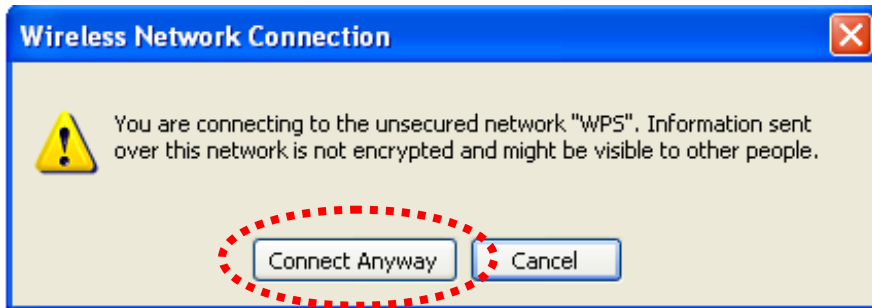 Wireless Network Connection
You are connecting to the unsecured network "WPS". Information sent
over this network is not encrypted and might be visible to other people.
Connect Anyway
Cancel